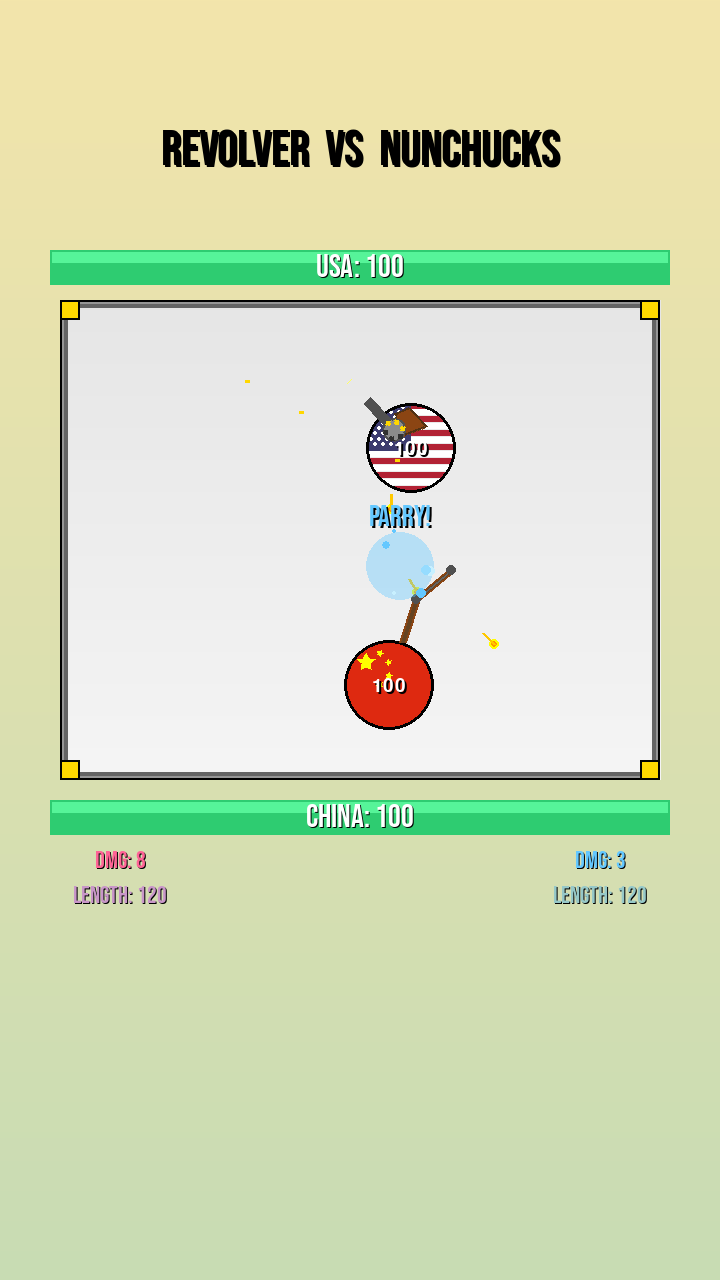 REVOLVER VS NUNCHUCKS
USA: 100
100
PARRY!
100
CHINA: 100
DMG: 8
DMG: 3
LENGTH: 120
LENGTH: 120